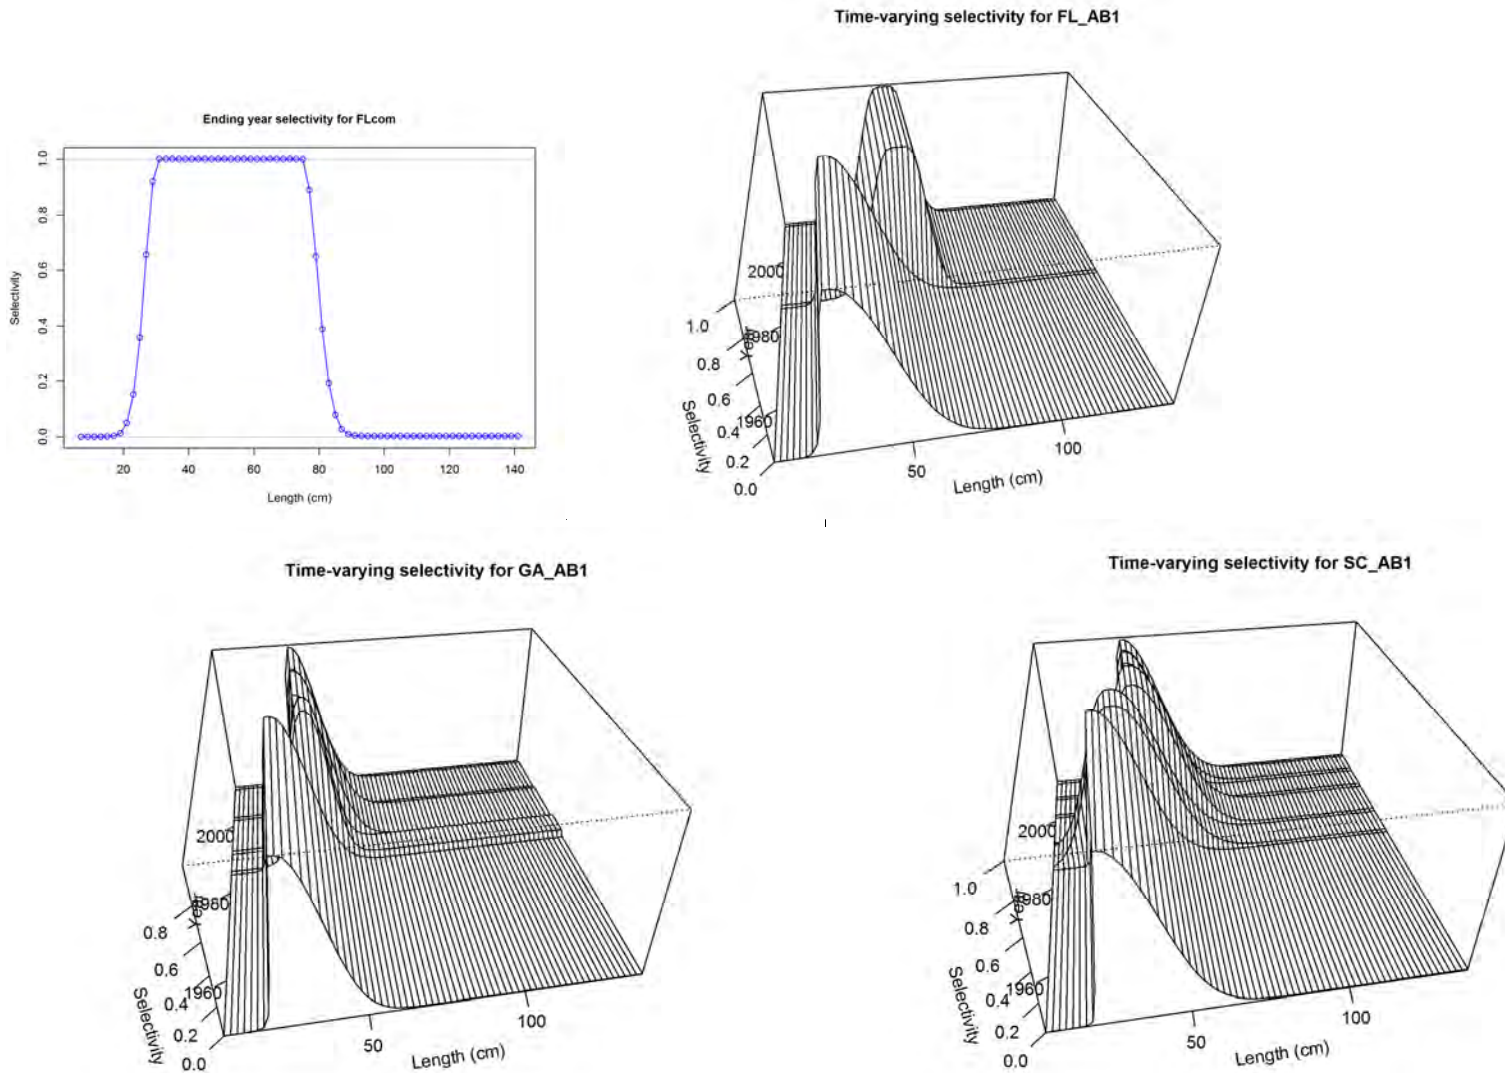 Time-varying selectivity for FL_AB1
Ending year selectivity for FLcom
1.0
0.8
0.6
0.4
0.2
0.0
Selectivity
20 40 60 80 100 120 140
Length (cm)
2000
1980
1960
Year
1.0
0.8
0.6
0.4
0.2
0.0
Selectivity
50 100
Length (cm)
Time-varying selectivity for GA_AB1
2000
1980
1960
Year
0.8
0.6
0.4
0.2
0.0
Selectivity
50 100
Length (cm)
Time-varying selectivity for SC_AB1
2000
1980
1960
Year
1.0
0.8
0.6
0.4
0.2
0.0
Selectivity
50 100
Length (cm)